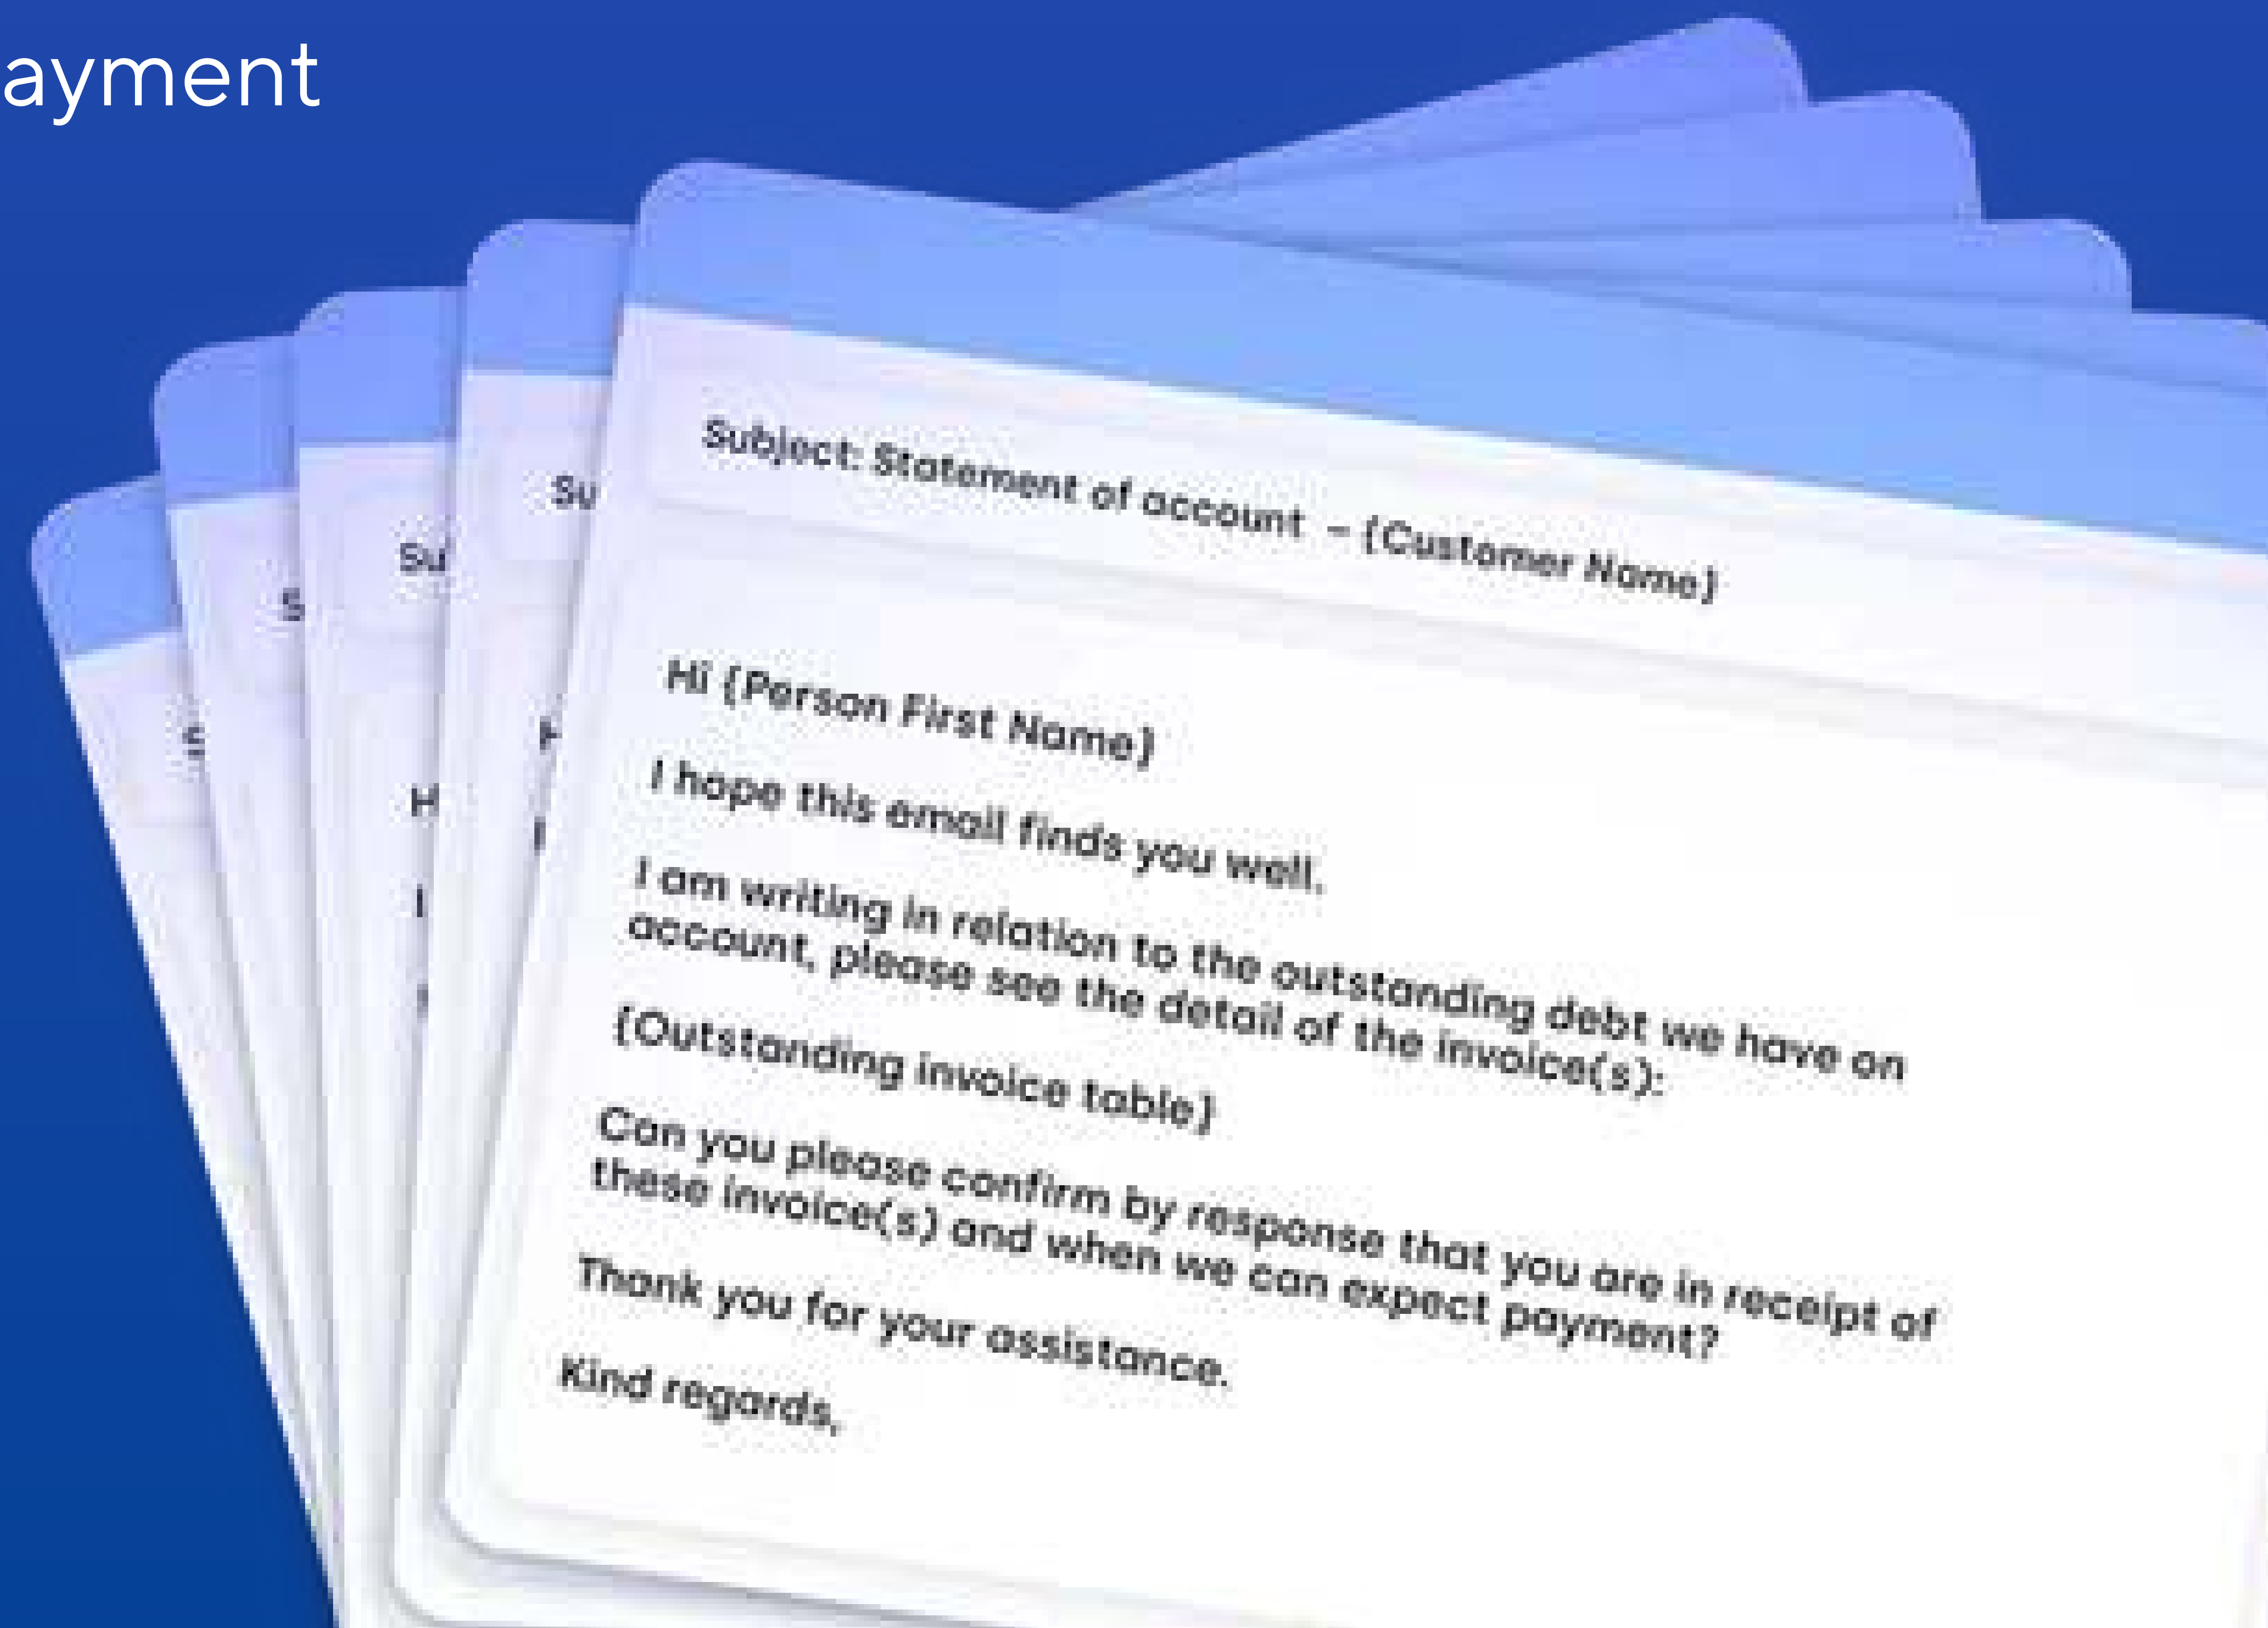 ayment
Subject: Statement of account – {Customer Name}
Hi {Person First Name}
I hope this email finds you well.
I am writing in relation to the outstanding debt we have on
account, please see the detail of the invoice(s):
{Outstanding invoice table}
Can you please confirm by response that you are in receipt of
these invoice(s) and when we can expect payment?
Thank you for your assistance.
Kind regards,
Su
Su
H
I
S